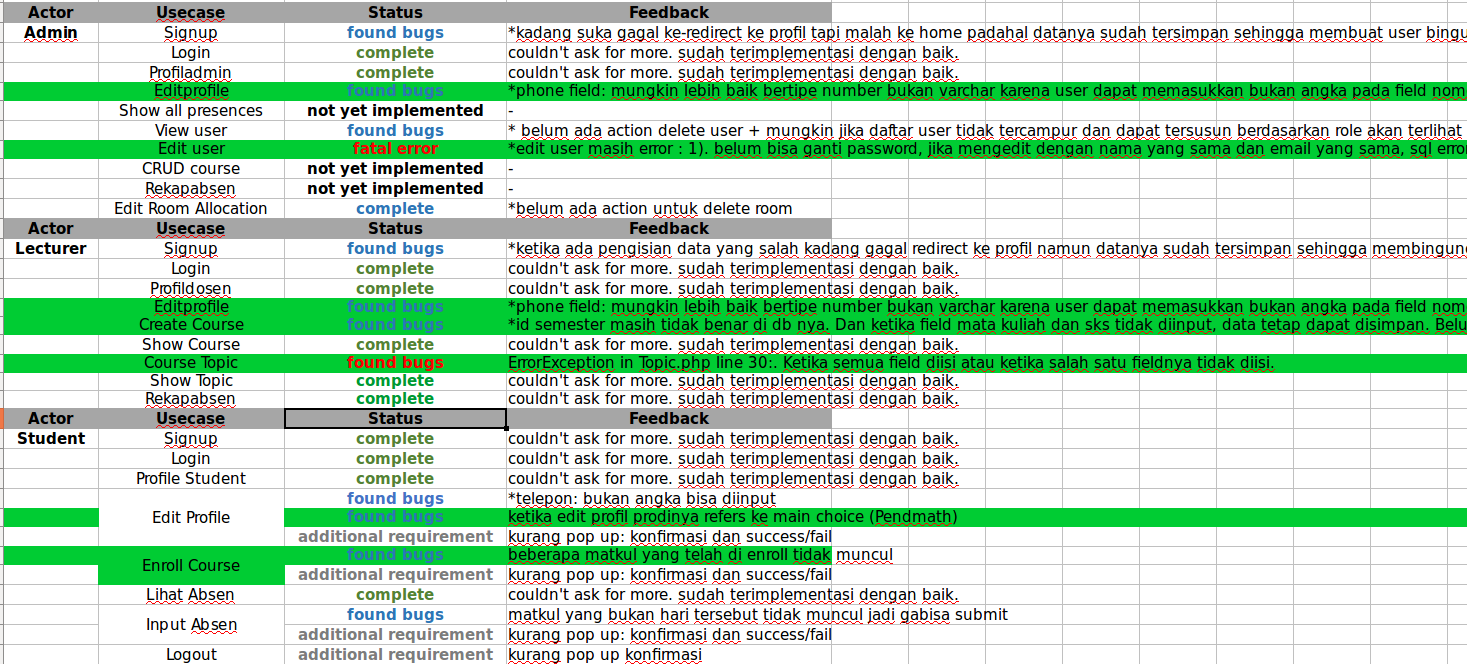 Actor Usecase Status Feedback
Admin Signup found bugs *kadang suka gagal ke-redirect ke profil tapi malah ke home padahal datanya sudah tersimpan sehingga membuat user bingu
Login complete couldn't ask for more. sudah terimplementasi dengan baik.
Profiladmin complete couldn't ask for more. sudah terimplementasi dengan baik.
Editprofile found bugs *phone field: mungkin lebih baik bertipe number bukan varchar karena user dapat memasukkan bukan angka pada field nom
Show all presences not yet implemented -
View user found bugs * belum ada action delete user + mungkin jika daftar user tidak tercampur dan dapat tersusun berdasarkan role akan terlihat
Edit user fatal error *edit user masih error : 1). belum bisa ganti password, jika mengedit dengan nama yang sama dan email yang sama, sql error
CRUD course not yet implemented -
Rekapabsen not yet implemented -
Edit Room Allocation complete *belum ada action untuk delete room
Actor Usecase Status Feedback
Lecturer Signup found bugs *ketika ada pengisian data yang salah kadang gagal redirect ke profil namun datanya sudah tersimpan sehingga membingung
Login complete couldn't ask for more. sudah terimplementasi dengan baik.
Profildosen complete couldn't ask for more. sudah terimplementasi dengan baik.
Editprofile found bugs *phone field: mungkin lebih baik bertipe number bukan varchar karena user dapat memasukkan bukan angka pada field nom
Create Course found bugs *id semester masih tidak benar di db nya. Dan ketika field mata kuliah dan sks tidak diinput, data tetap dapat disimpan. Belu
Show Course complete couldn't ask for more. sudah terimplementasi dengan baik.
Course Topic found bugs ErrorException in Topic.php line 30:. Ketika semua field diisi atau ketika salah satu fieldnya tidak diisi.
Show Topic complete couldn't ask for more. sudah terimplementasi dengan baik.
Rekapabsen complete couldn't ask for more. sudah terimplementasi dengan baik.
Actor Usecase Status Feedback
Student Signup complete couldn't ask for more. sudah terimplementasi dengan baik.
Login complete couldn't ask for more. sudah terimplementasi dengan baik.
Profile Student complete couldn't ask for more. sudah terimplementasi dengan baik.
found bugs *telepon: bukan angka bisa diinput
Edit Profile found bugs ketika edit profil prodinya refers ke main choice (Pendmath)
additional requirement kurang pop up: konfirmasi dan success/fail
found bugs beberapa matkul yang telah di enroll tidak muncul
Enroll Course
additional requirement kurang pop up: konfirmasi dan success/fail
Lihat Absen complete couldn't ask for more. sudah terimplementasi dengan baik.
found bugs matkul yang bukan hari tersebut tidak muncul jadi gabisa submit
Input Absen
additional requirement kurang pop up: konfirmasi dan success/fail
Logout additional requirement kurang pop up konfirmasi